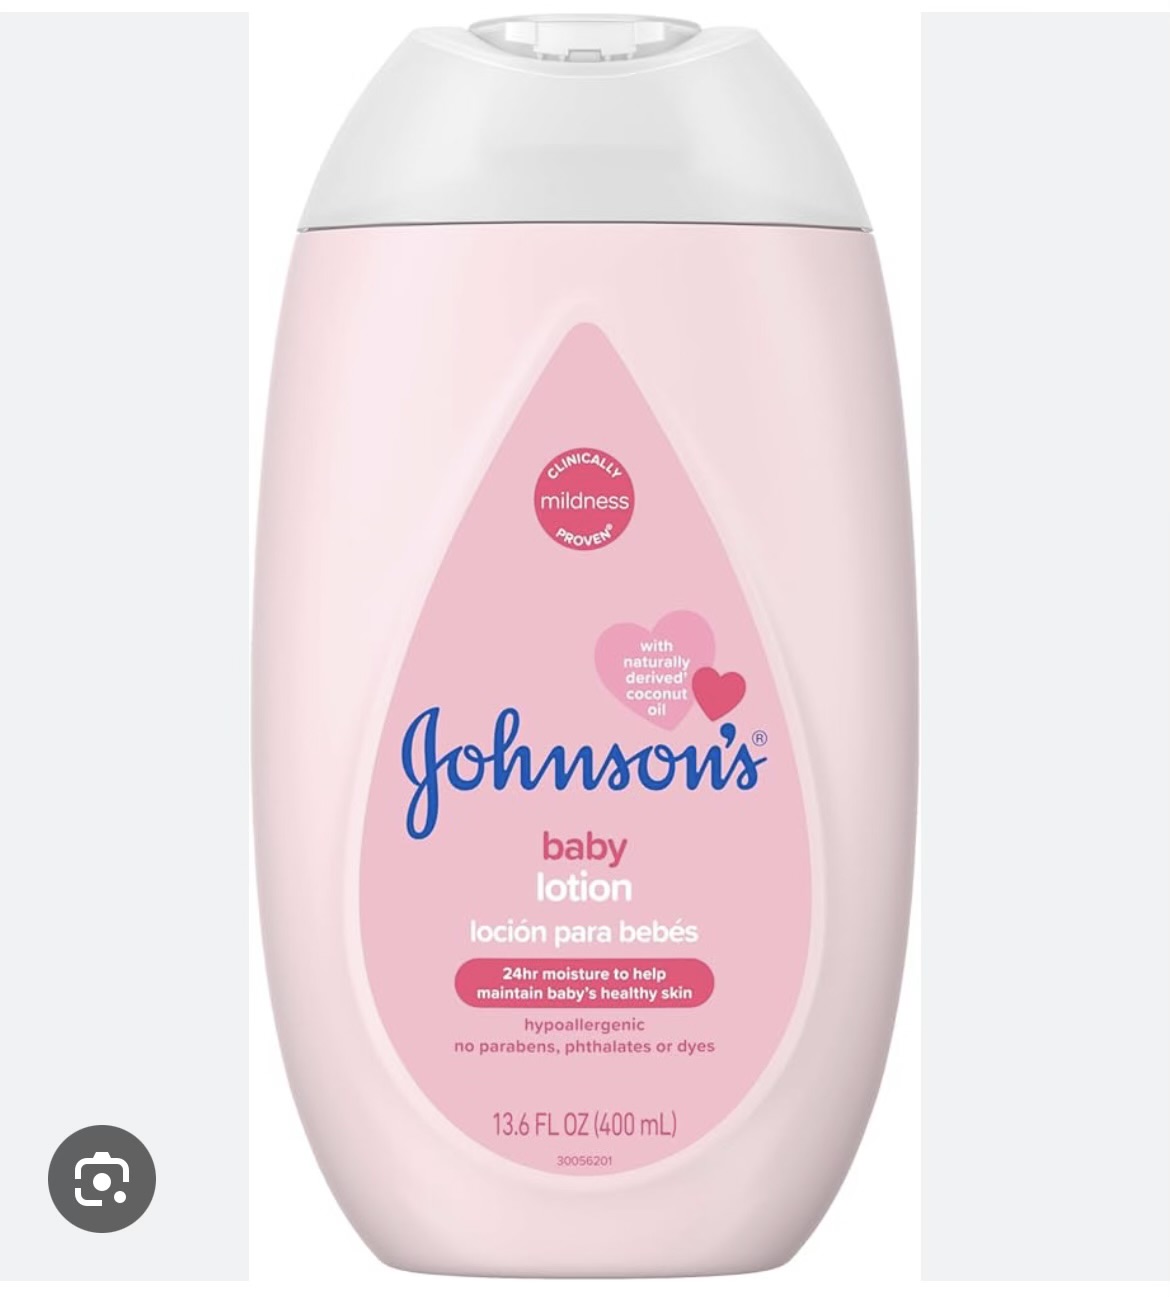 CLINICALLY
mildness
PROVEN®
with
naturally
derived†
coconut
oil
Johnson's®
baby
lotion
loción para bebés
24hr moisture to help
maintain baby's healthy skin
hypoallergenic
no parabens, phthalates or dyes
13.6 FL OZ (400 mL)
30056201